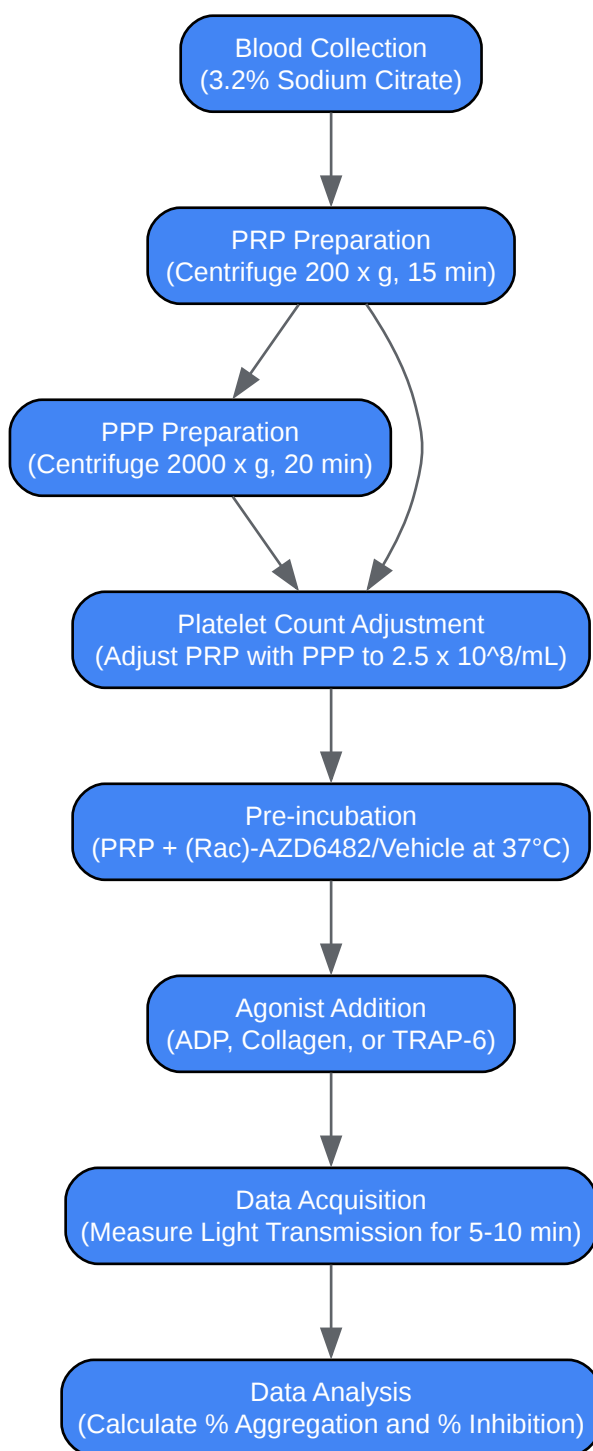 Blood Collection
(3.2% Sodium Citrate)
PRP Preparation
(Centrifuge 200 x g, 15 min)
PPP Preparation
(Centrifuge 2000 x g, 20 min)
Platelet Count Adjustment
(Adjust PRP with PPP to 2.5 x 10^8/mL)
Pre-incubation
(PRP + (Rac)-AZD6482/Vehicle at 37°C)
Agonist Addition
(ADP, Collagen, or TRAP-6)
Data Acquisition
(Measure Light Transmission for 5-10 min)
Data Analysis
(Calculate % Aggregation and % Inhibition)